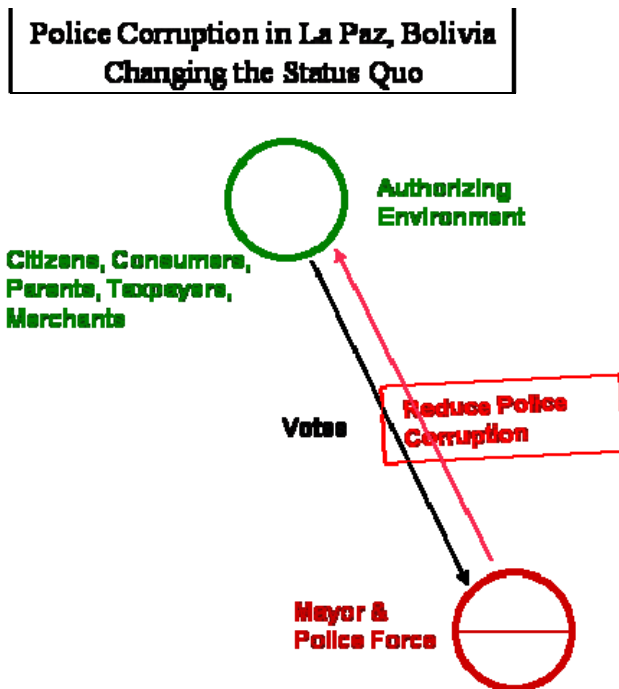 Police Corruption in La Paz, Bolivia
Changing the Status Quo
Authorizing
Environment
Citizens, Consumers,
Parents, Taxpayers,
Merchants
Reduce Police
Corruption
Votes
Mayor &
Police Force